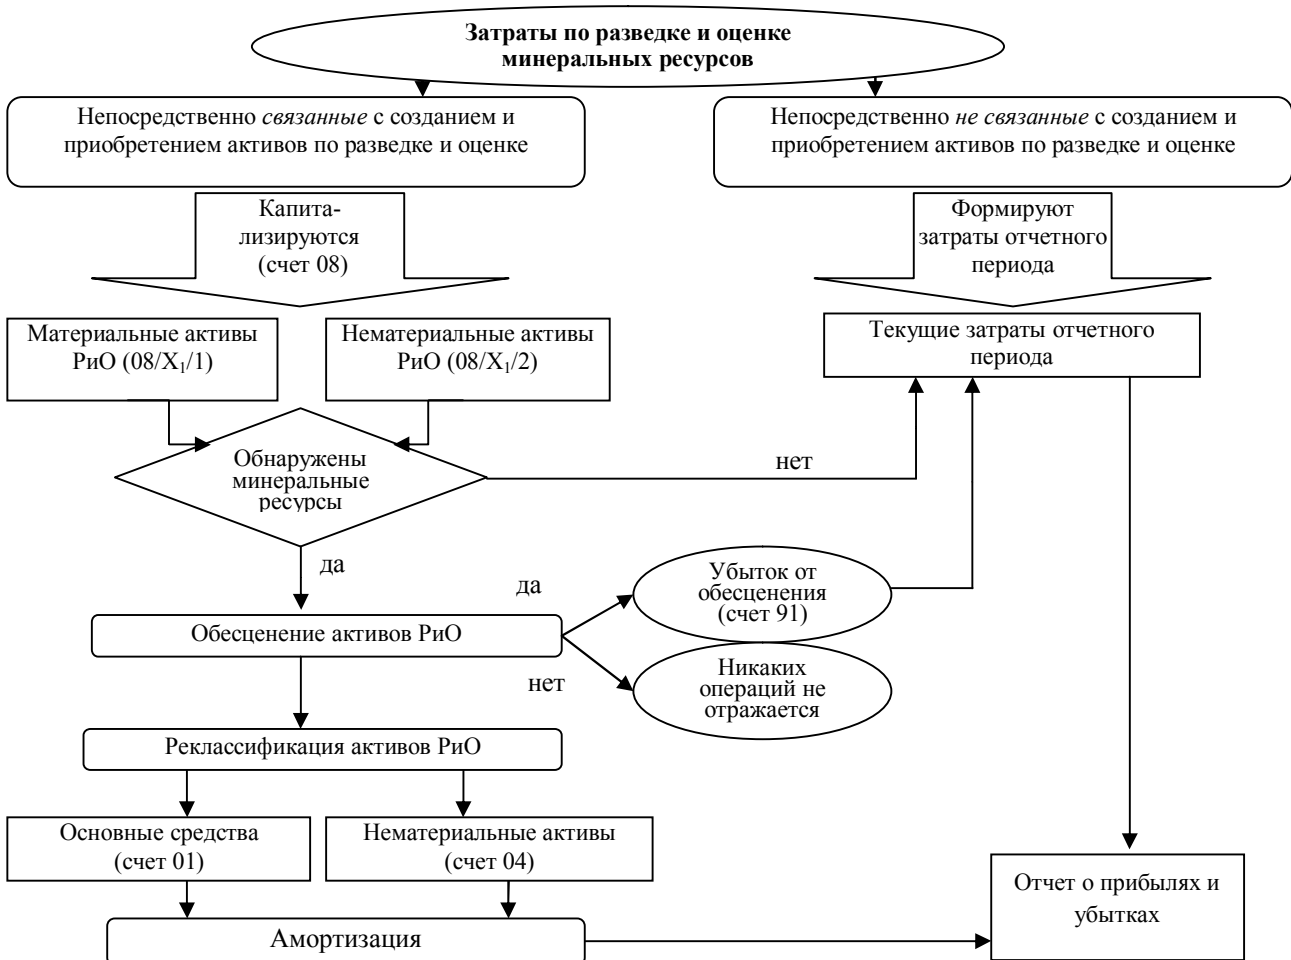 Затраты по разведке и оценке
минеральных ресурсов
Непосредственно связанные с созданием и
приобретением активов по разведке и оценке
Непосредственно не связанные с созданием и
приобретением активов по разведке и оценке
Капита-
лизируются
(счет 08)
Формируют
затраты отчетного
периода
Материальные активы
РиО (08/X₁/1)
Нематериальные активы
РиО (08/X₁/2)
Текущие затраты отчетного
периода
Обнаружены
минеральные
ресурсы
нет
да
Обесценение активов РиО
да
Убыток от
обесценения
(счет 91)
нет
Никаких
операций не
отражается
Реклассификация активов РиО
Основные средства
(счет 01)
Нематериальные активы
(счет 04)
Отчет о прибылях и
убытках
Амортизация